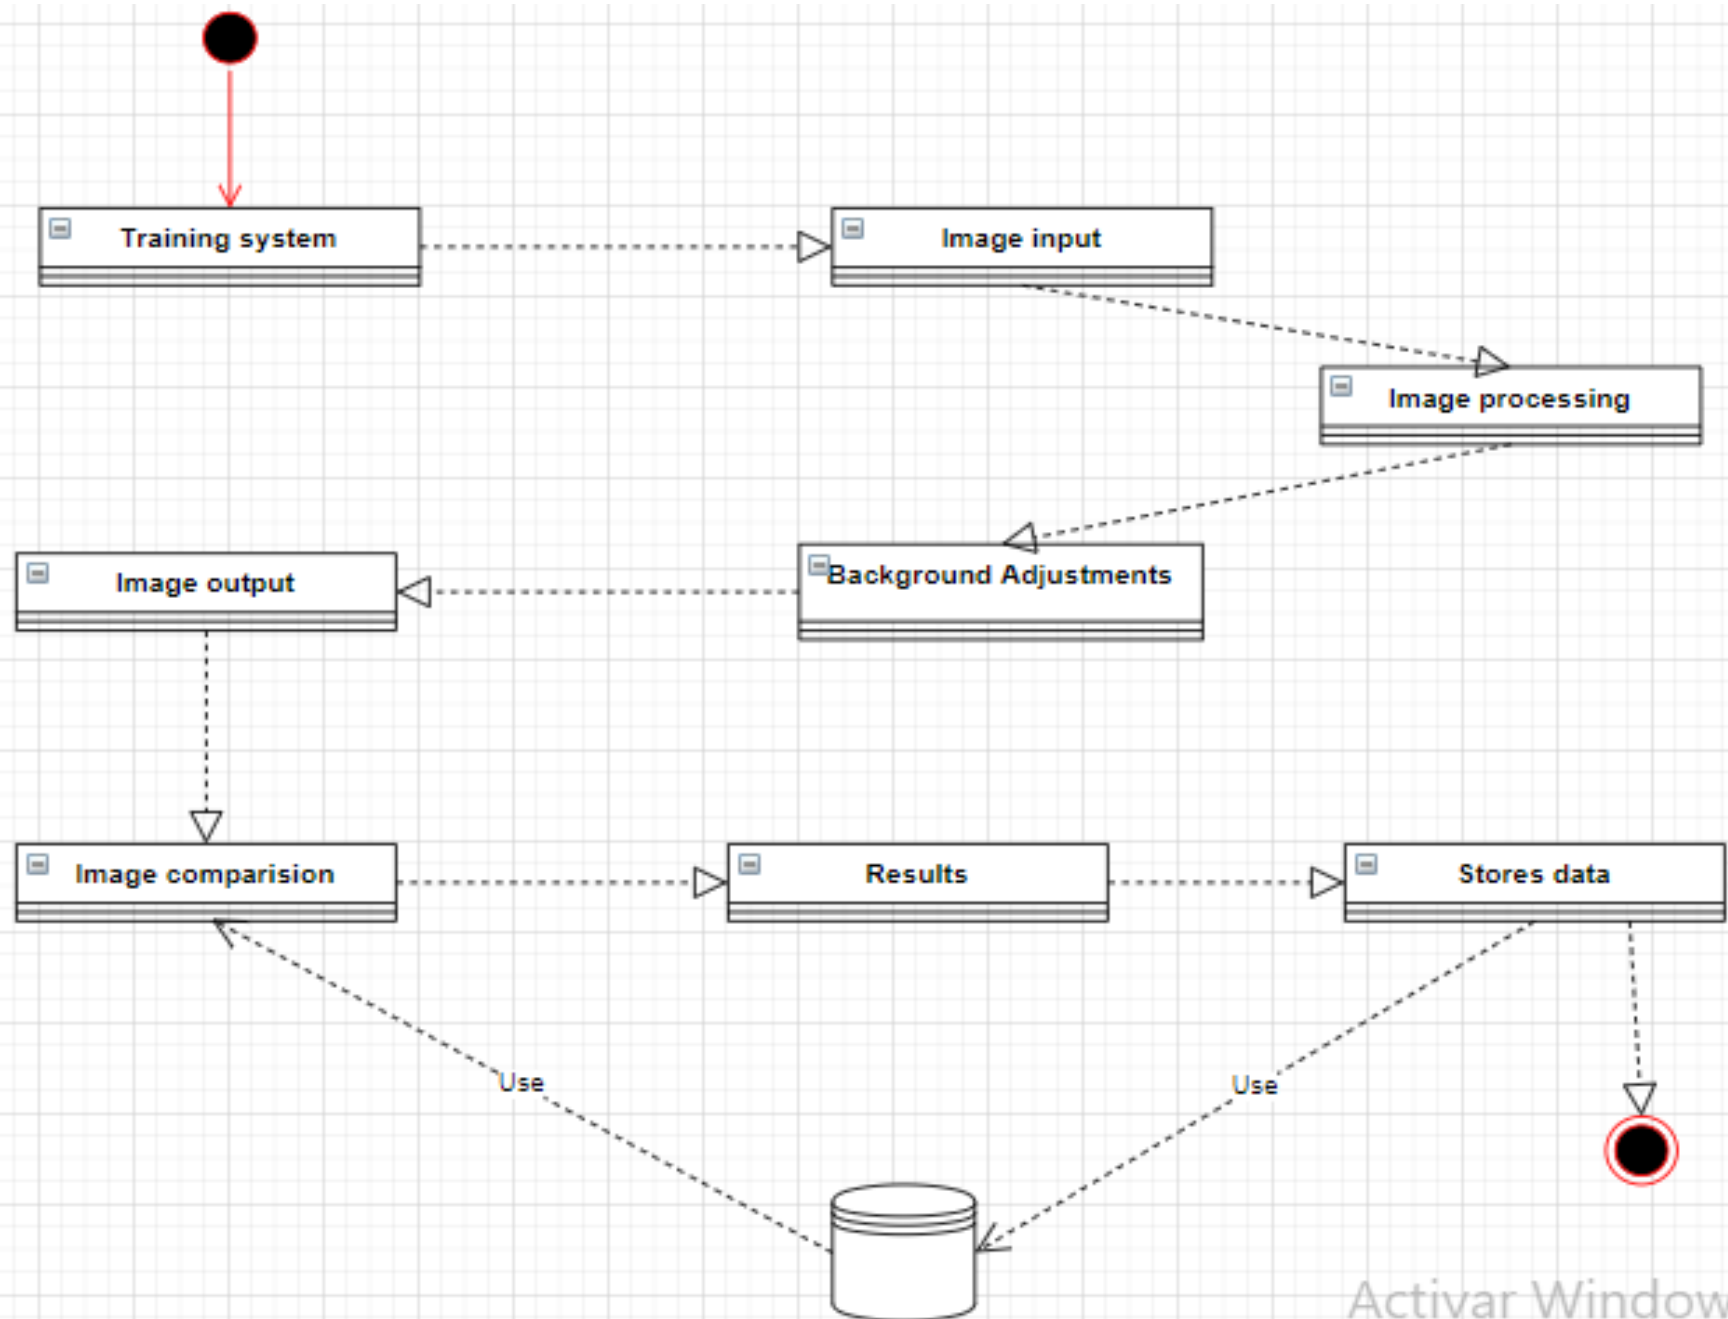 Training system
Image input
Image processing
Background Adjustments
Image output
Image comparision
Results
Stores data
Use
Use
Activar Window